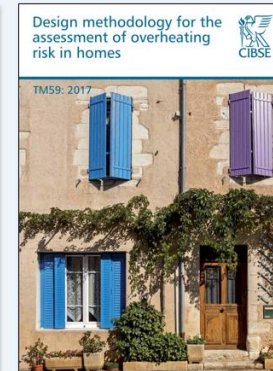 Design methodology for the
assessment of overheating
risk in homes
CIBSE
TM59: 2017